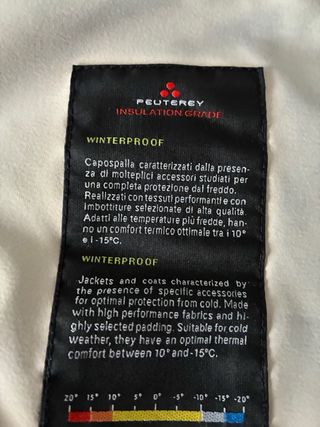 PEUTEREY
INSULATION GRADE
WINTERPROOF
Capospalla caratterizzati dalla presen-
za di molteplici accessori studiati per
una completa protezione dal freddo.
Realizzati con tessuti performanti e con
imbottiture selezionate di alta qualità.
Adatti alle temperature più fredde, han-
no un comfort termico ottimale tra i 10°
e i -15°C.
WINTERPROOF
Jackets and coats characterized by
the presence of specific accessories
for optimal protection from cold. Made
with high performance fabrics and hi-
ghly selected padding. Suitable for cold
weather, they have an optimal thermal
comfort between 10° and -15°C.
20° 15° 10° 5° 0° -5° -10° -15° -20°